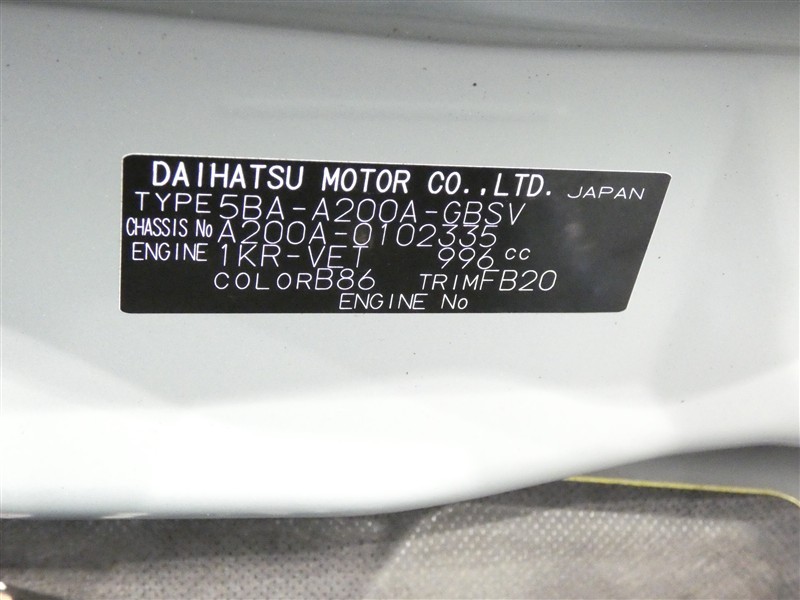 DAIHATSU MOTOR CO.,LTD. JAPAN
TYPE 5BA-A200A-GBSV
CHASSIS No A200A-0102335
ENGINE 1KR-VET 996 cc
COLOR B86 TRIM FB20
ENGINE No